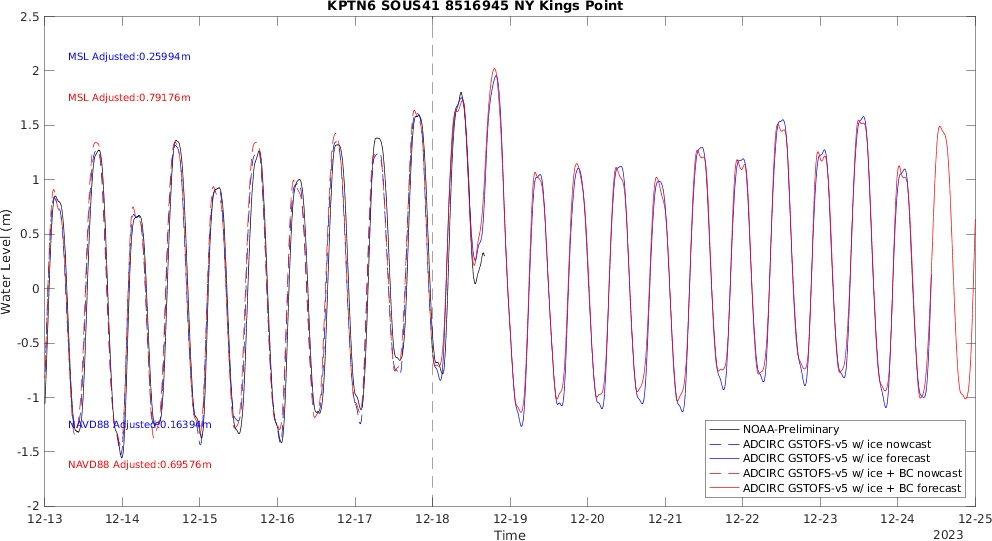 KPTN6 SOUS41 8516945 NY Kings Point
2.5
2
1.5
1
0.5
0
-0.5
-1
-1.5
-2
Water Level (m)
MSL Adjusted:0.25994m
MSL Adjusted:0.79176m
NAVD88 Adjusted:0.16394m
NAVD88 Adjusted:0.69576m
NOAA-Preliminary
ADCIRC GSTOFS-v5 w/ ice nowcast
ADCIRC GSTOFS-v5 w/ ice forecast
ADCIRC GSTOFS-v5 w/ ice + BC nowcast
ADCIRC GSTOFS-v5 w/ ice + BC forecast
12-13 12-14 12-15 12-16 12-17 12-18 12-19 12-20 12-21 12-22 12-23 12-24 12-25
Time
2023